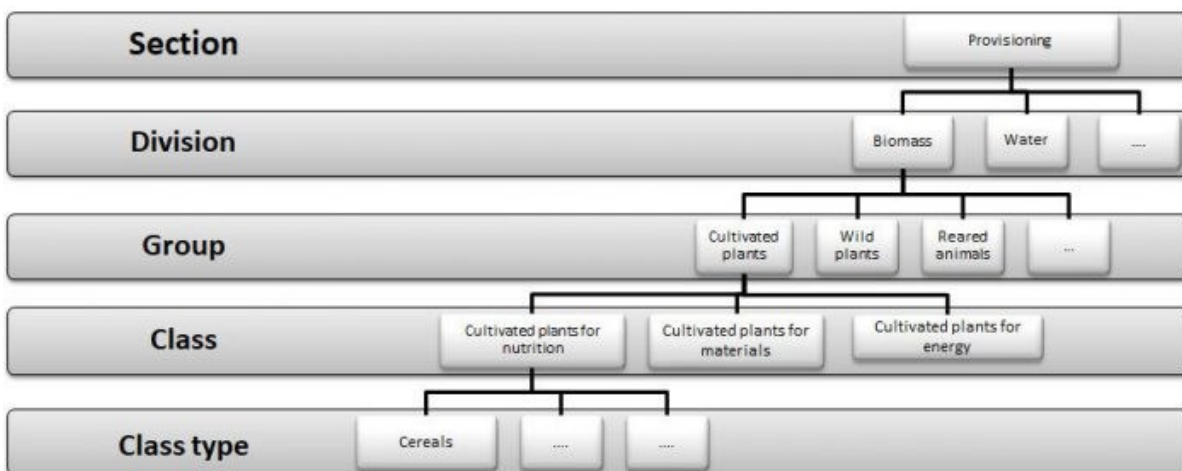 Section
Provisioning
Division
Biomass
Water
....
Group
Cultivated
plants
Wild
plants
Reared
animals
...
Class
Cultivated plants for
nutrition
Cultivated plants for
materials
Cultivated plants for
energy
Class type
Cereals
....
....